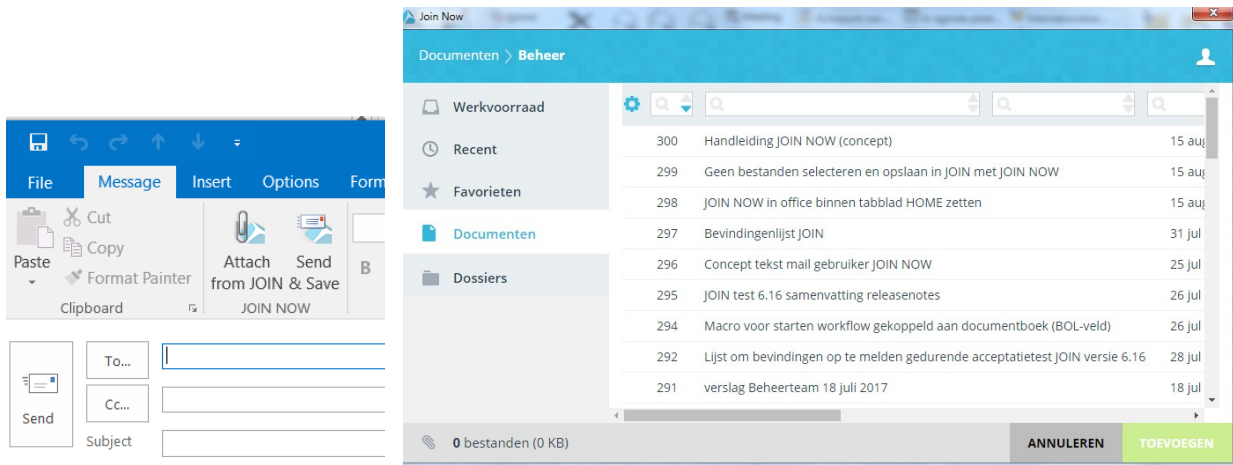 File Message Insert Options Form
Cut
Copy
Format Painter
Paste
Clipboard
Attach from JOIN
Send & Save
B
JOIN NOW
Send
To...
Cc...
Subject
Join Now
Documenten > Beheer
Werkvoorraad
Recent
Favorieten
Documenten
Dossiers
300 Handleiding JOIN NOW (concept) 15 aug
299 Geen bestanden selecteren en opslaan in JOIN met JOIN NOW 15 aug
298 JOIN NOW in office binnen tabblad HOME zetten 15 aug
297 Bevindingenlijst JOIN 31 jul
296 Concept tekst mail gebruiker JOIN NOW 25 jul
295 JOIN test 6.16 samenvatting releasenotes 26 jul
294 Macro voor starten workflow gekoppeld aan documentboek (BOL-veld) 26 jul
292 Lijst om bevindingen op te melden gedurende acceptatietest JOIN versie 6.16 28 jul
291 verslag Beheerteam 18 juli 2017 18 jul
0 bestanden (0 KB)
ANNULEREN
TOEVOEGEN